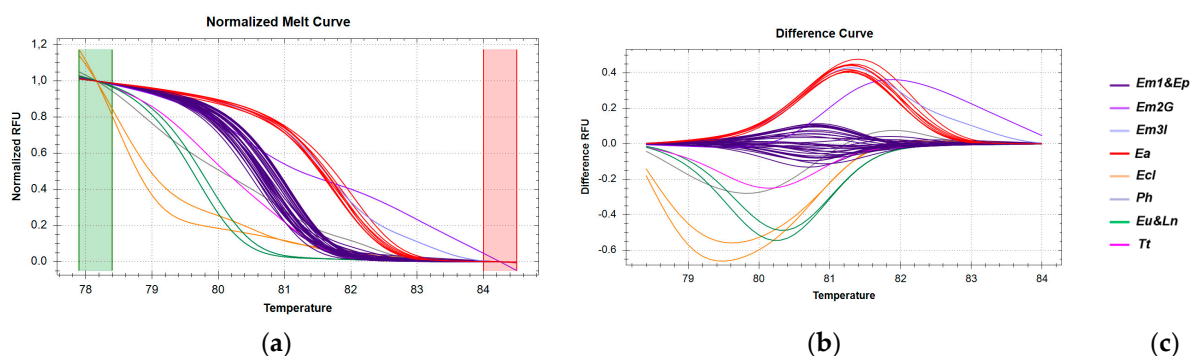 Normalized Melt Curve
Normalized RFU
1,2
1.0
0.8
0.6
0.4
0.2
0.0
78 79 80 81 82 83 84
Temperature
(a)
Difference Curve
Difference RFU
0.4
0.2
0.0
-0.2
-0.4
-0.6
79 80 81 82 83 84
Temperature
(b)
Em1&Ep
Em2G
Em3I
Ea
Ecl
Ph
Eu&Ln
Tt
(c)